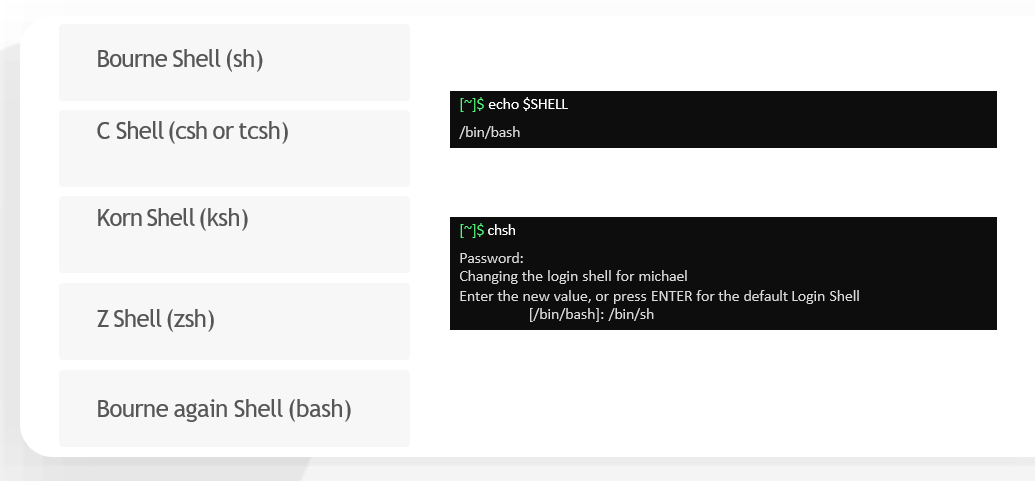 Bourne Shell (sh)
C Shell (csh or tcsh)
Korn Shell (ksh)
Z Shell (zsh)
Bourne again Shell (bash)
[~]$ echo $SHELL
/bin/bash
[~]$ chsh
Password:
Changing the login shell for michael
Enter the new value, or press ENTER for the default Login Shell
[/bin/bash]: /bin/sh